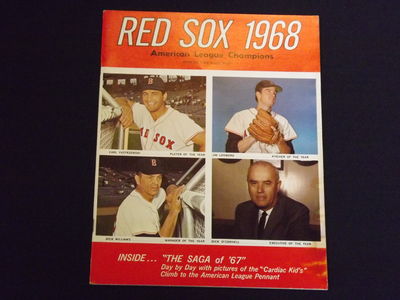 RED SOX 1968
American League Champions
RED SOX
CARL YASTRZEMSKI PLAYER OF THE YEAR
JIM LONBORG PITCHER OF THE YEAR
DICK WILLIAMS MANAGER OF THE YEAR
DICK O'CONNELL EXECUTIVE OF THE YEAR
INSIDE... "THE SAGA of '67"
Day by Day with pictures of the "Cardiac Kid's"
Climb to the American League Pennant